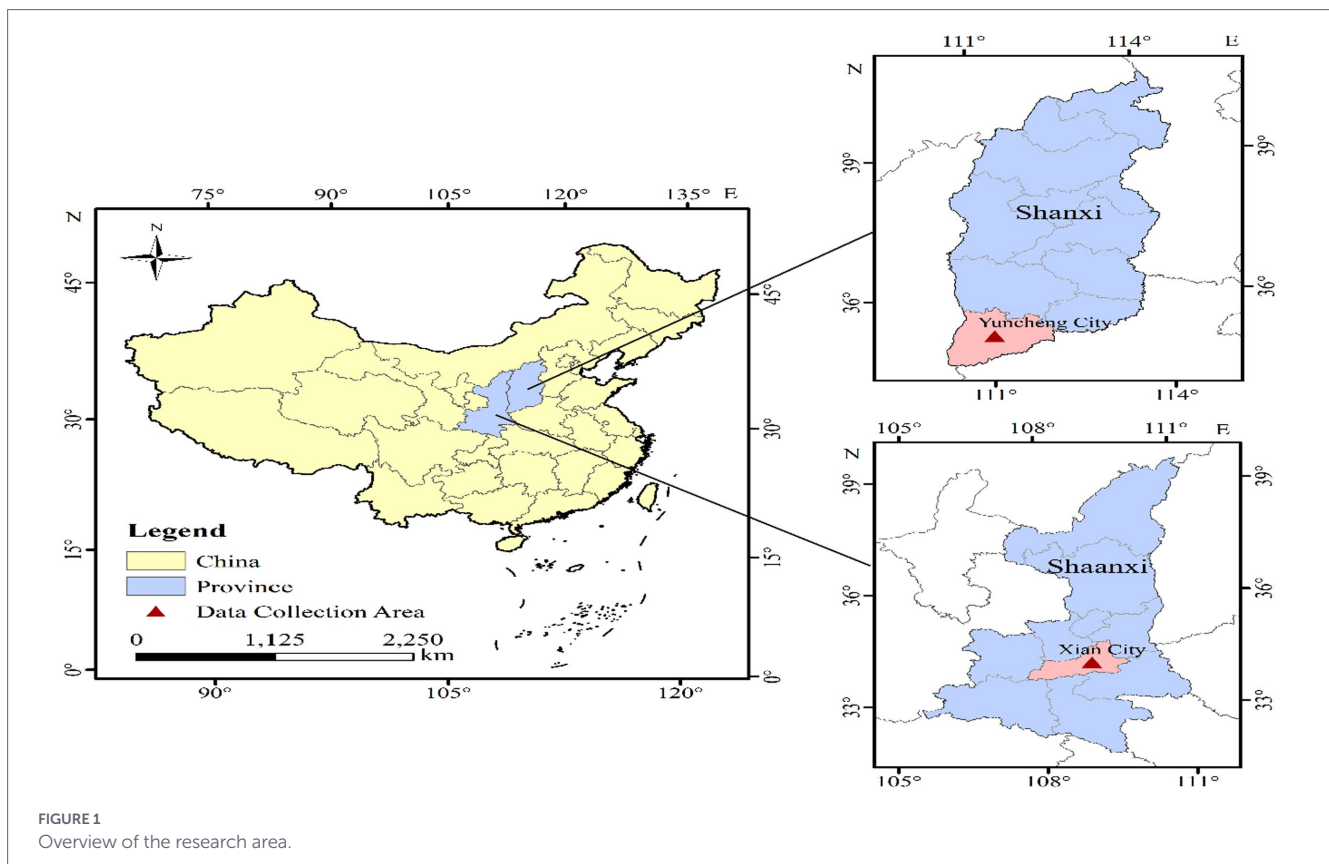 75° 90° 105° 120° 135° E
Z
N
45°
30°
15°
0°
45°
30°
15°
0°
Legend
China
Province
Data Collection Area
0 1,125 2,250
km
90° 105° 120°
111° 114° E
Z
39°
36°
39°
36°
Shanxi
Yuncheng City
111° 114°
105° 108° 111° E
Z
39°
36°
33°
39°
36°
33°
Shaanxi
Xian City
105° 108° 111°
FIGURE 1
Overview of the research area.